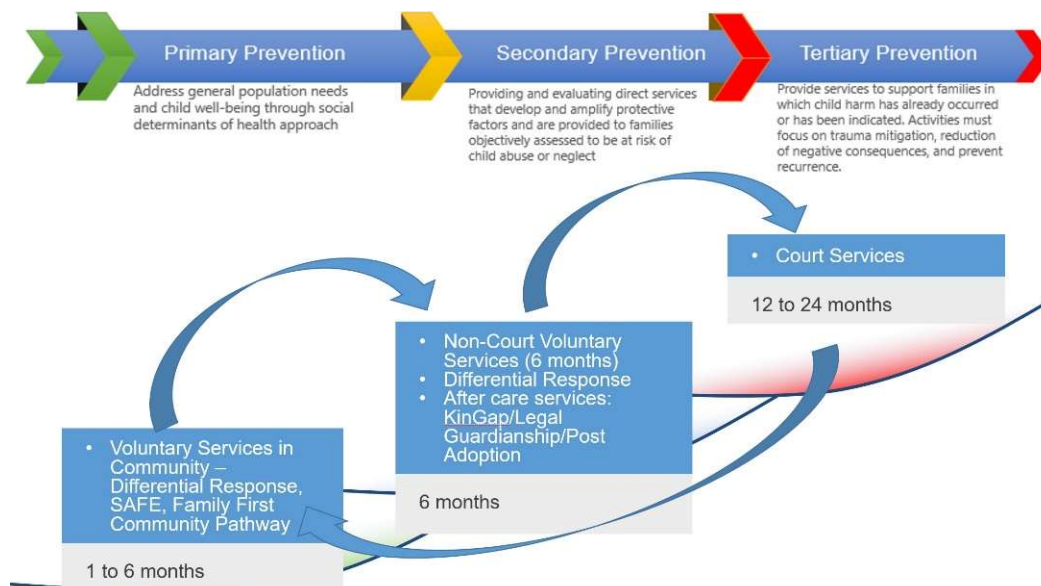 Primary Prevention
Secondary Prevention
Tertiary Prevention
Address general population needs
and child well-being through social
determinants of health approach
Providing and evaluating direct services
that develop and amplify protective
factors and are provided to families
objectively assessed to be at risk of
child abuse or neglect
Provide services to support families in
which child harm has already occurred
or has been indicated. Activities must
focus on trauma mitigation, reduction
of negative consequences, and prevent
recurrence.
• Court Services
12 to 24 months
• Non-Court Voluntary
Services (6 months)
• Differential Response
• After care services:
KinGap/Legal
Guardianship/Post
Adoption
6 months
• Voluntary Services in
Community –
Differential Response,
SAFE, Family First
Community Pathway
1 to 6 months